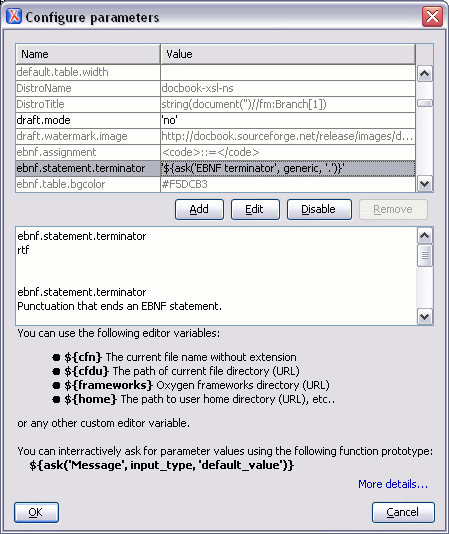 Configure parameters
Name Value
default.table.width
DistroName docbook-xsl-ns
DistroTitle string(document('')//fm:Branch[1])
draft.mode 'no'
draft.watermark.image http://docbook.sourceforge.net/release/images/d...
ebnf.assignment <code>::=</code>
ebnf.statement.terminator '${ask('EBNF terminator', generic, '.')}'
ebnf.table.bgcolor #F5DCB3
Add Edit Disable Remove
ebnf.statement.terminator
rtf
ebnf.statement.terminator
Punctuation that ends an EBNF statement.
You can use the following editor variables:
● ${cfn} The current file name without extension
● ${cfdu} The path of current file directory (URL)
● ${frameworks} Oxygen frameworks directory (URL)
● ${home} The path to user home directory (URL), etc..
or any other custom editor variable.
You can interractively ask for parameter values using the following function prototype:
${ask('Message', input_type, 'default_value')}
More details...
OK Cancel